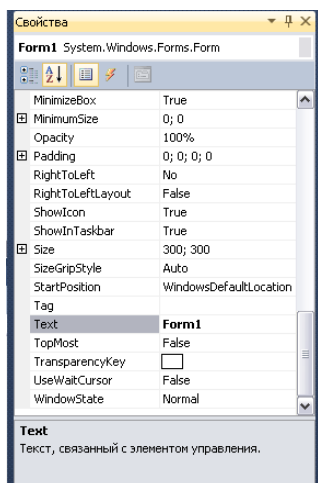 Свойства
Form1 System.Windows.Forms.Form
MinimizeBox True
MinimumSize 0; 0
Opacity 100%
Padding 0; 0; 0; 0
RightToLeft No
RightToLeftLayout False
ShowIcon True
ShowInTaskbar True
Size 300; 300
SizeGripStyle Auto
StartPosition WindowsDefaultLocation
Tag
Text Form1
TopMost False
TransparencyKey
UseWaitCursor False
WindowState Normal
Text
Текст, связанный с элементом управления.